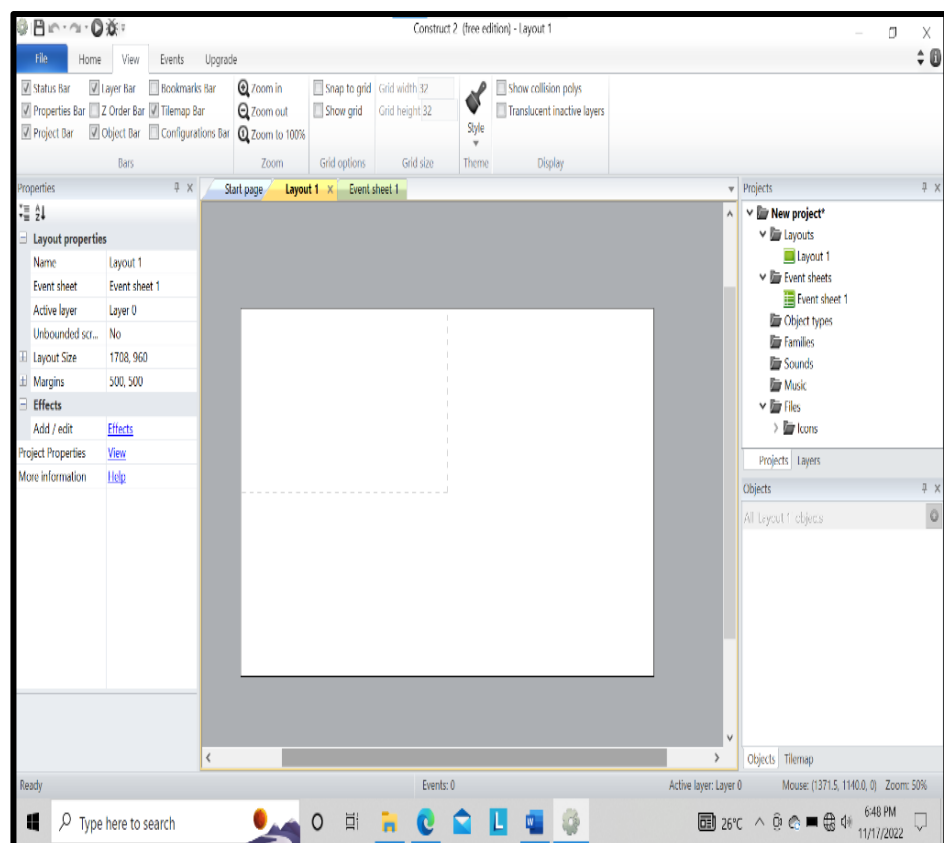 Construct 2 (free edition) - Layout 1
File Home View Events Upgrade
Status Bar Layer Bar Bookmarks Bar Zoom in Snap to grid Grid width 32 Show collision polys
Properties Bar Z Order Bar Tilemap Bar Zoom out Show grid Grid height 32 Translucent inactive layers
Project Bar Object Bar Configurations Bar Zoom to 100% Style
Bars Zoom Grid options Grid size Theme Display
Properties
Start page Layout 1 x Event sheet 1
Projects
Layout properties
Name Layout 1
Event sheet Event sheet 1
Active layer Layer 0
Unbounded scr... No
Layout Size 1708, 960
Margins 500, 500
Effects
Add / edit Effects
Project Properties View
More information Help
New project*
Layouts
Layout 1
Event sheets
Event sheet 1
Object types
Families
Sounds
Music
Files
Icons
Projects Layers
Objects
All Layout 1 objects
Objects Tilemap
Ready Events: 0 Active layer: Layer 0 Mouse: (1371.5, 1140.0, 0) Zoom: 50%
Type here to search
26°C
6:48 PM
11/17/2022